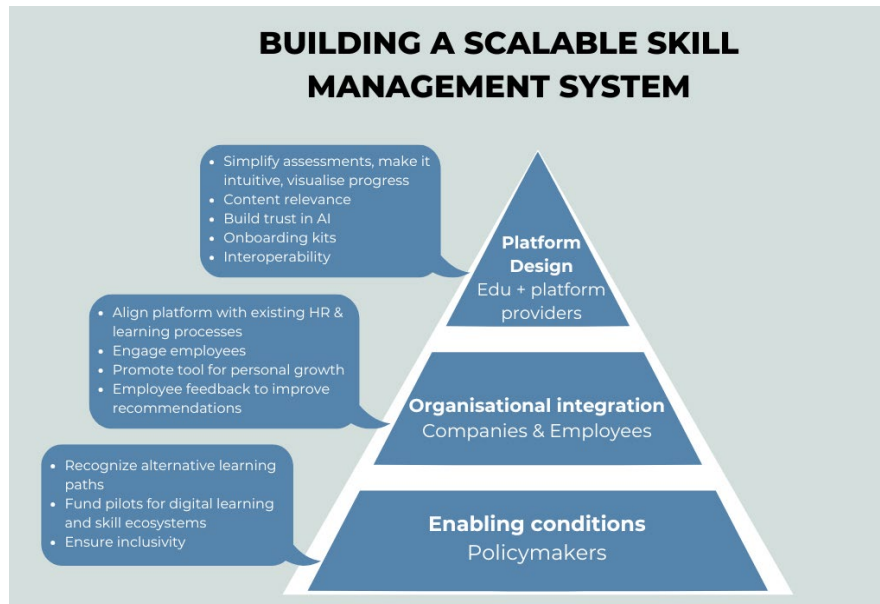 BUILDING A SCALABLE SKILL
MANAGEMENT SYSTEM
• Simplify assessments, make it
intuitive, visualise progress
• Content relevance
• Build trust in AI
• Onboarding kits
• Interoperability
Platform
Design
Edu + platform
providers
• Align platform with existing HR &
learning processes
• Engage employees
• Promote tool for personal growth
• Employee feedback to improve
recommendations
Organisational integration
Companies & Employees
• Recognize alternative learning
paths
• Fund pilots for digital learning
and skill ecosystems
• Ensure inclusivity
Enabling conditions
Policymakers